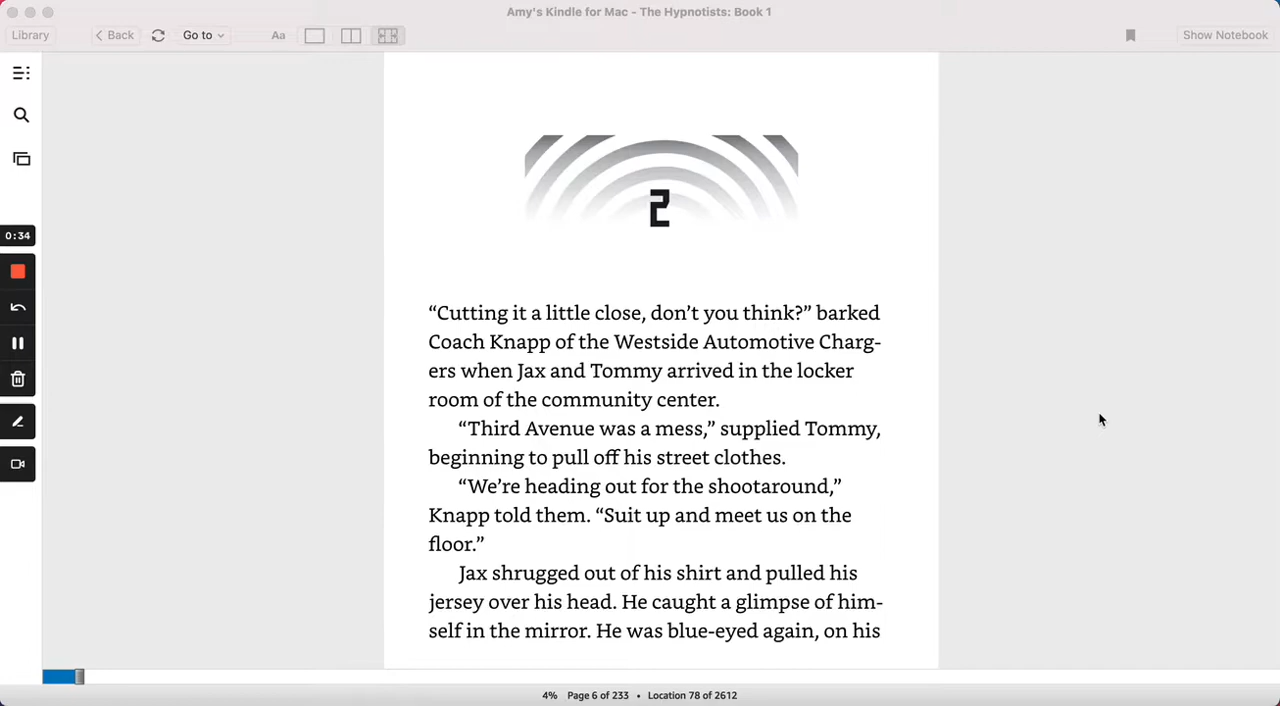 Amy's Kindle for Mac - The Hypnotists: Book 1
Library
Back
Go to
Aa
Show Notebook
0:34
2
“Cutting it a little close, don’t you think?” barked
Coach Knapp of the Westside Automotive Charg-
ers when Jax and Tommy arrived in the locker
room of the community center.
“Third Avenue was a mess,” supplied Tommy,
beginning to pull off his street clothes.
“We’re heading out for the shootaround,”
Knapp told them. “Suit up and meet us on the
floor.”
Jax shrugged out of his shirt and pulled his
jersey over his head. He caught a glimpse of him-
self in the mirror. He was blue-eyed again, on his
4% Page 6 of 233 • Location 78 of 2612